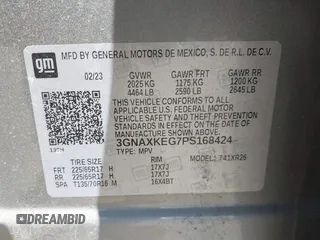 gm
MFD BY GENERAL MOTORS DE MEXICO, S. DE R.L. DE C.V.
02/23 GVWR GAWR FRT GAWR RR
2025 KG 1175 KG 1200 KG
4464 LB 2590 LB 2645 LB
THIS VEHICLE CONFORMS TO ALL APPLICABLE
U.S. FEDERAL MOTOR VEHICLE SAFETY, BUMPER, AND
THEFT PREVENTION STANDARDS IN EFFECT ON THE
DATE OF MANUFACTURE SHOWN ABOVE.
3GNAXKEG7PS168424
TYPE: MPV MODEL: 741XR26
TIRE SIZE RIM
FRT 225/65R17 H 17X7J
RR 225/65R17 H 17X7J
SPA T135/70R16 M 16X4BT
DREAMBID